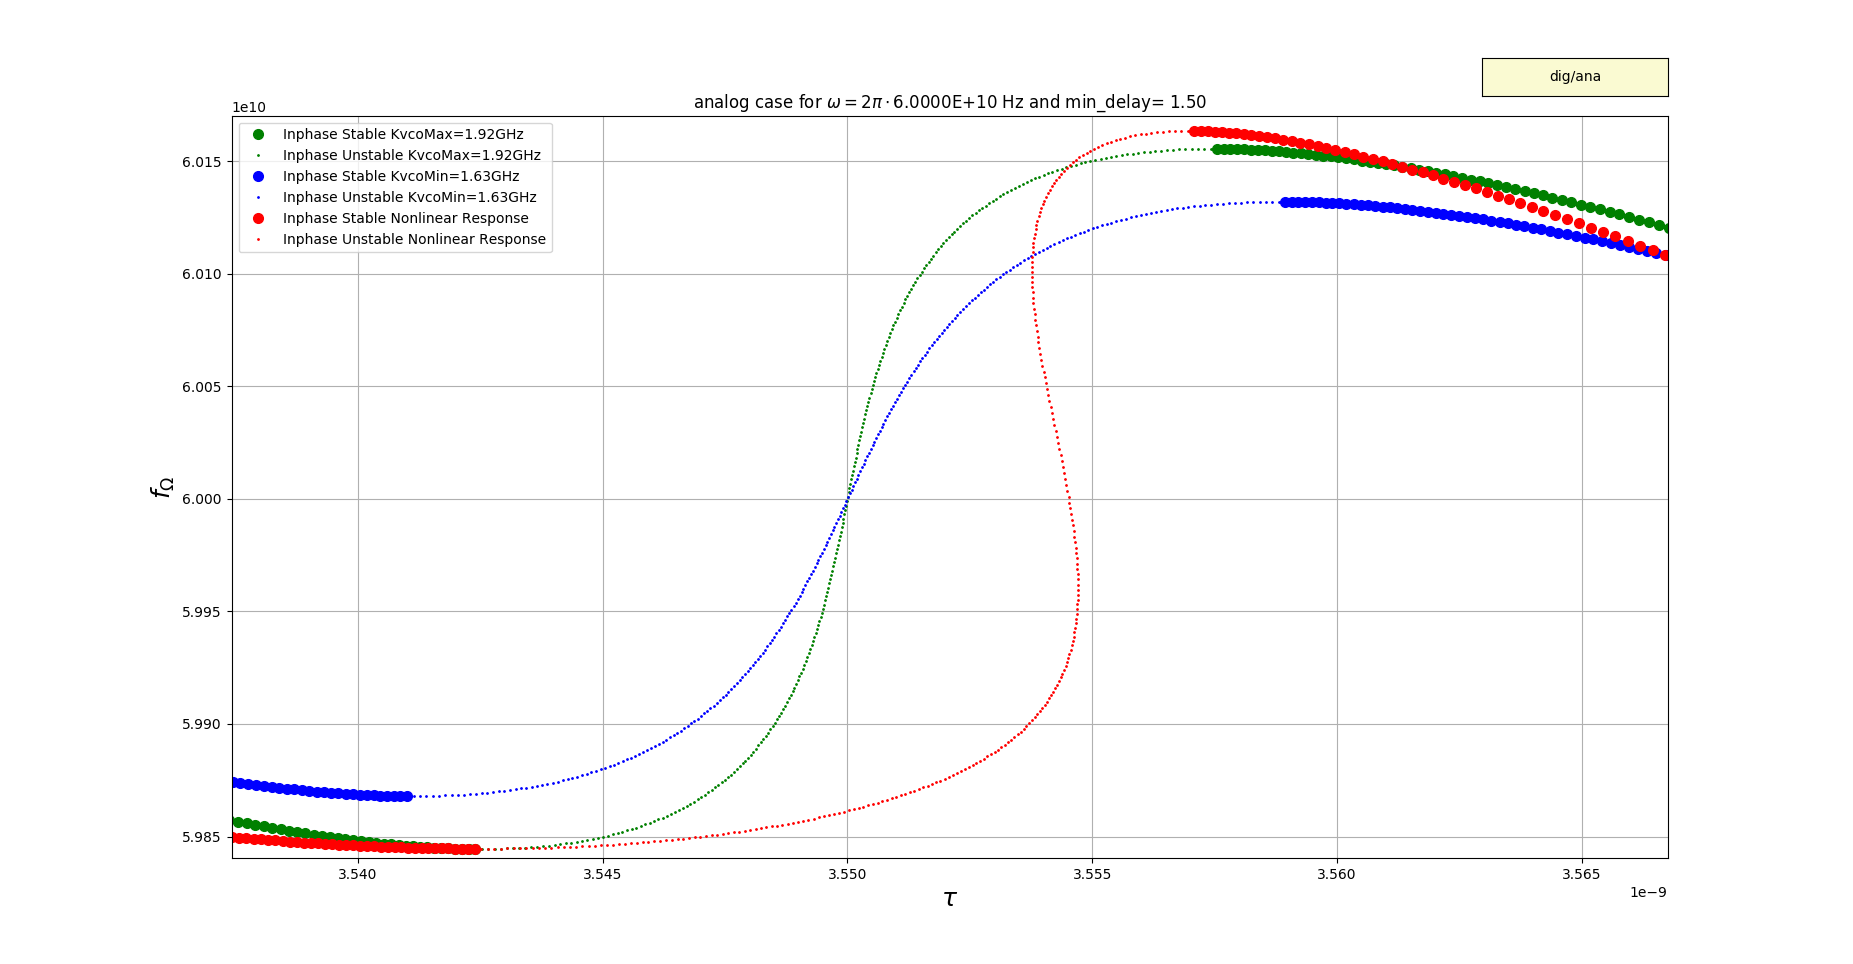 dig/ana
analog case for ω = 2π · 6.0000E+10 Hz and min_delay= 1.50
1e10
Inphase Stable KvcoMax=1.92GHz
Inphase Unstable KvcoMax=1.92GHz
Inphase Stable KvcoMin=1.63GHz
Inphase Unstable KvcoMin=1.63GHz
Inphase Stable Nonlinear Response
Inphase Unstable Nonlinear Response
6.015
6.010
6.005
6.000
5.995
5.990
5.985
f_Ω
3.540 3.545 3.550 3.555 3.560 3.565
1e−9
τ